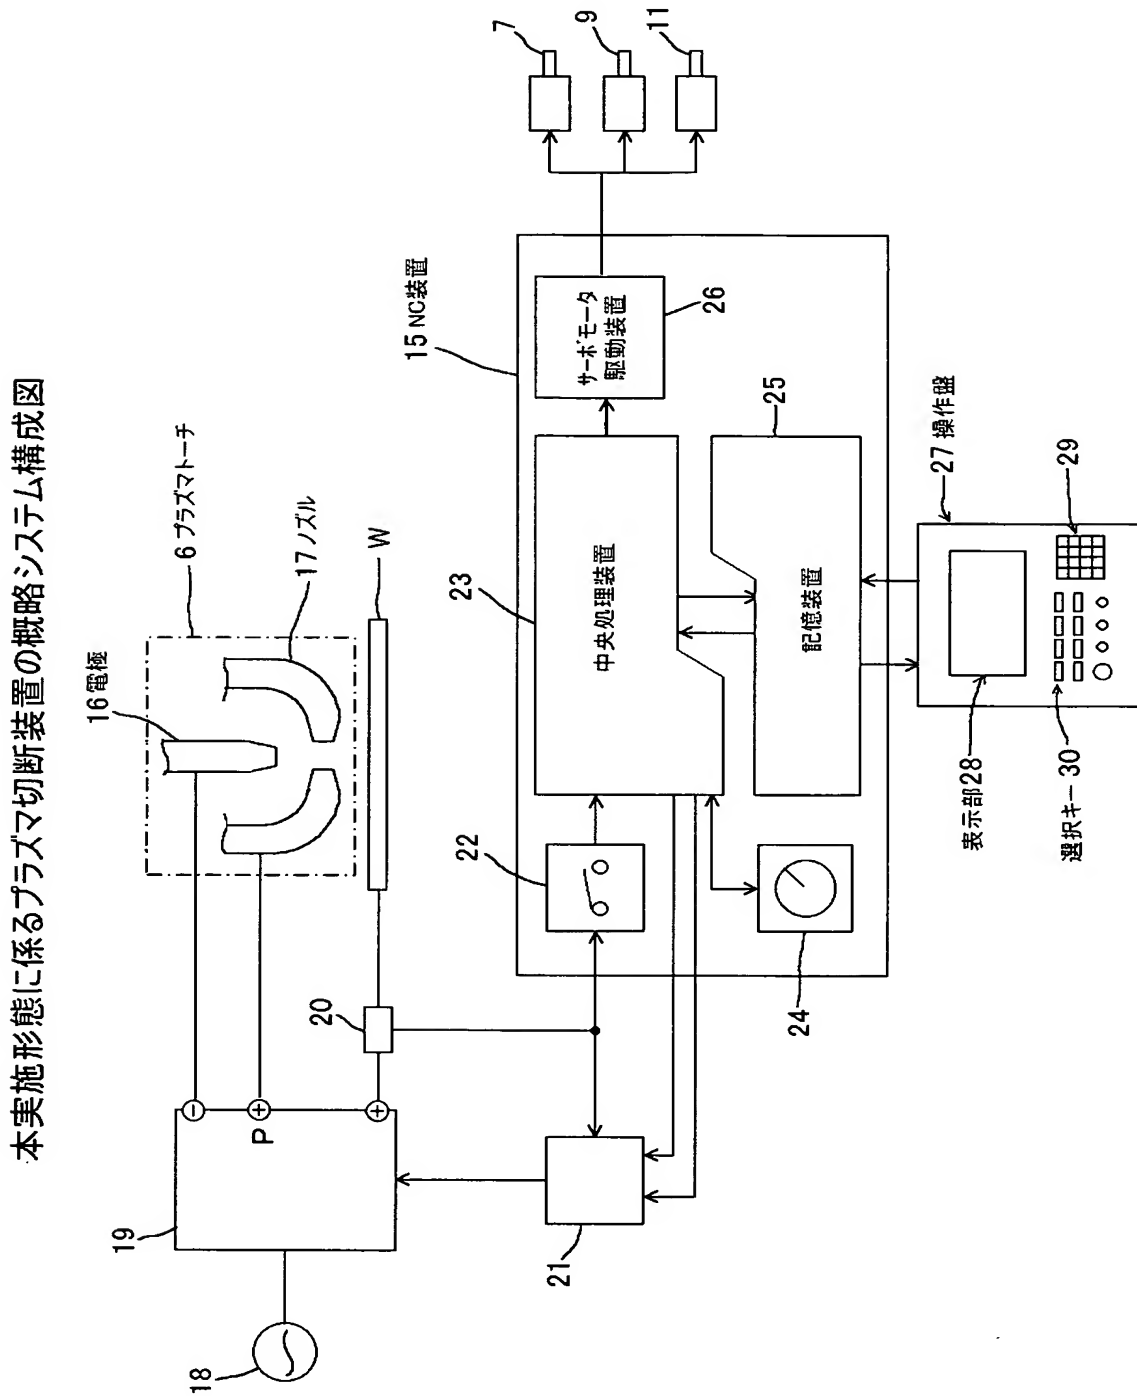 本実施形態に係るプラズマ切断装置の概略システム構成図
6 プラズマトーチ
16 電極
17 ノズル
W
18
19
P
20
21
15 NC装置
22
23
中央処理装置
24
25
記憶装置
サーボモータ
駆動装置
26
7
9
11
27 操作盤
表示部 28
29
選択キー 30